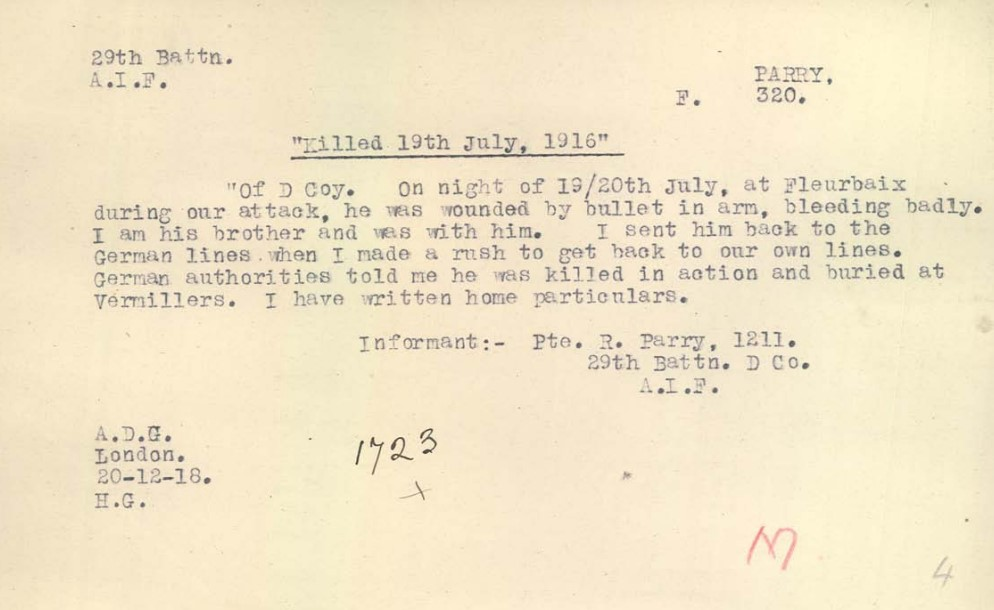 29th Battn.
A.I.F.
PARRY,
F. 320.
"Killed 19th July, 1916"
"Of D Coy. On night of 19/20th July, at Fleurbaix
during our attack, he was wounded by bullet in arm, bleeding badly.
I am his brother and was with him. I sent him back to the
German lines when I made a rush to get back to our own lines.
German authorities told me he was killed in action and buried at
Vermillers. I have written home particulars.
Informant:- Pte. R. Parry, 1211.
29th Battn. D Co.
A.I.F.
A.D.G.
London.
20-12-18.
H.G.
1723
M
4